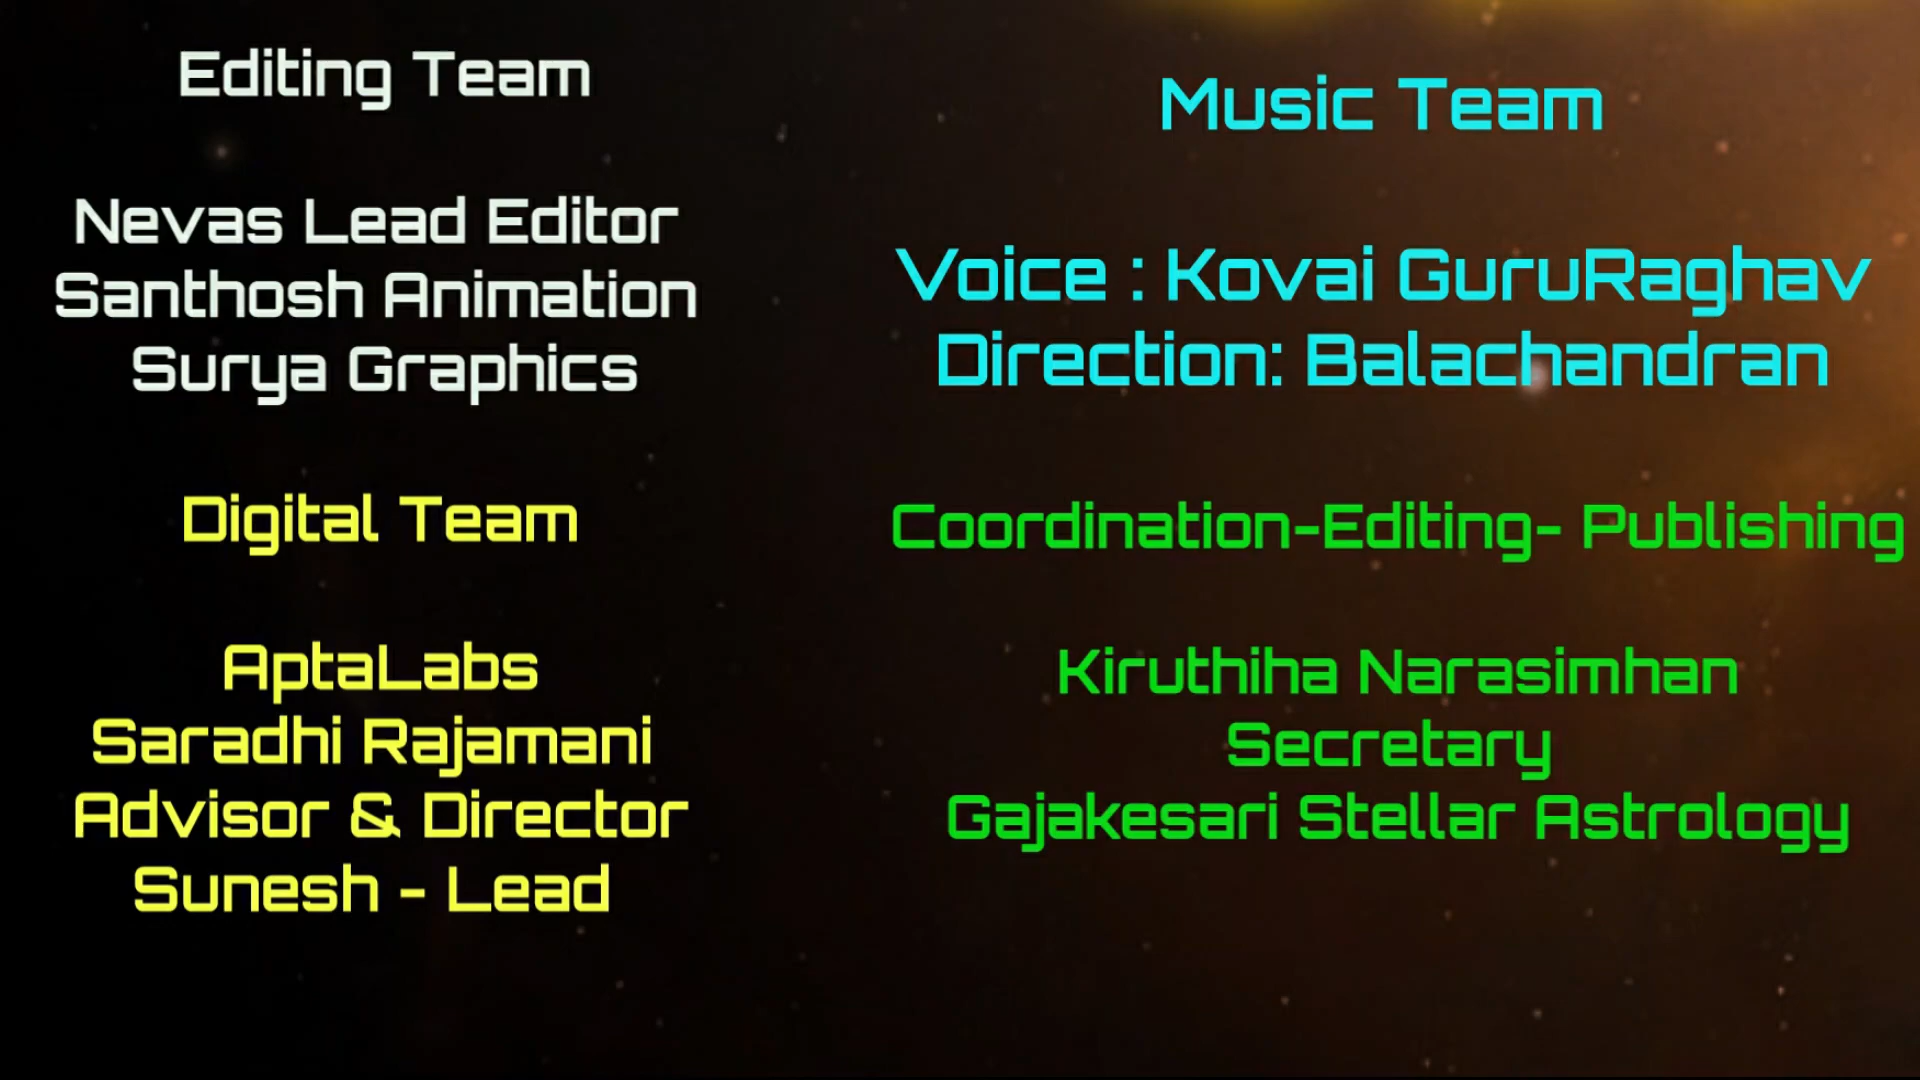 Editing Team
Nevas Lead Editor
Santhosh Animation
Surya Graphics
Digital Team
AptaLabs
Saradhi Rajamani
Advisor & Director
Sunesh - Lead
Music Team
Voice : Kovai GuruRaghav
Direction: Balachandran
Coordination-Editing- Publishing
Kiruthiha Narasimhan
Secretary
Gajakesari Stellar Astrology